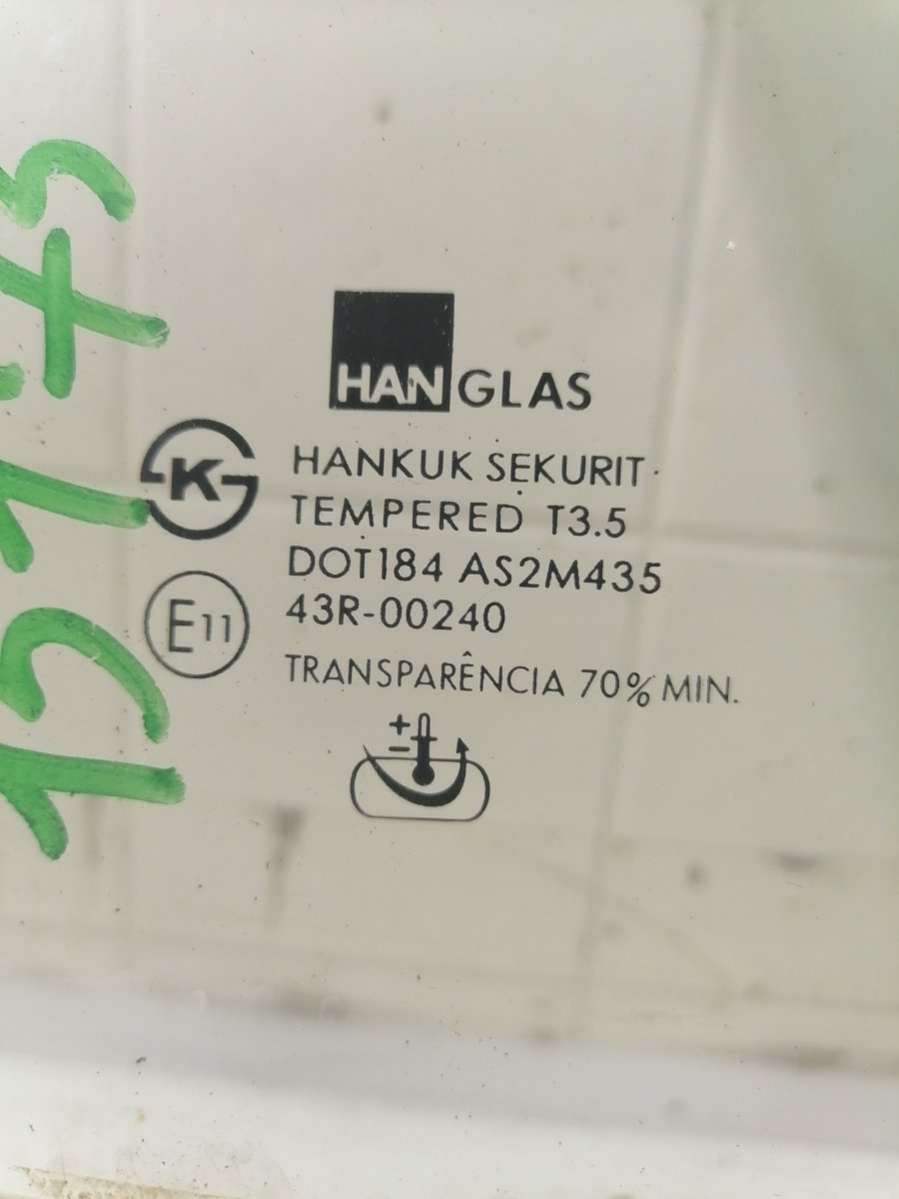 HANGLAS
K
HANKUK SEKURIT
TEMPERED T3.5
DOT184 AS2M435
E11 43R-00240
TRANSPARÊNCIA 70% MIN.
+
−